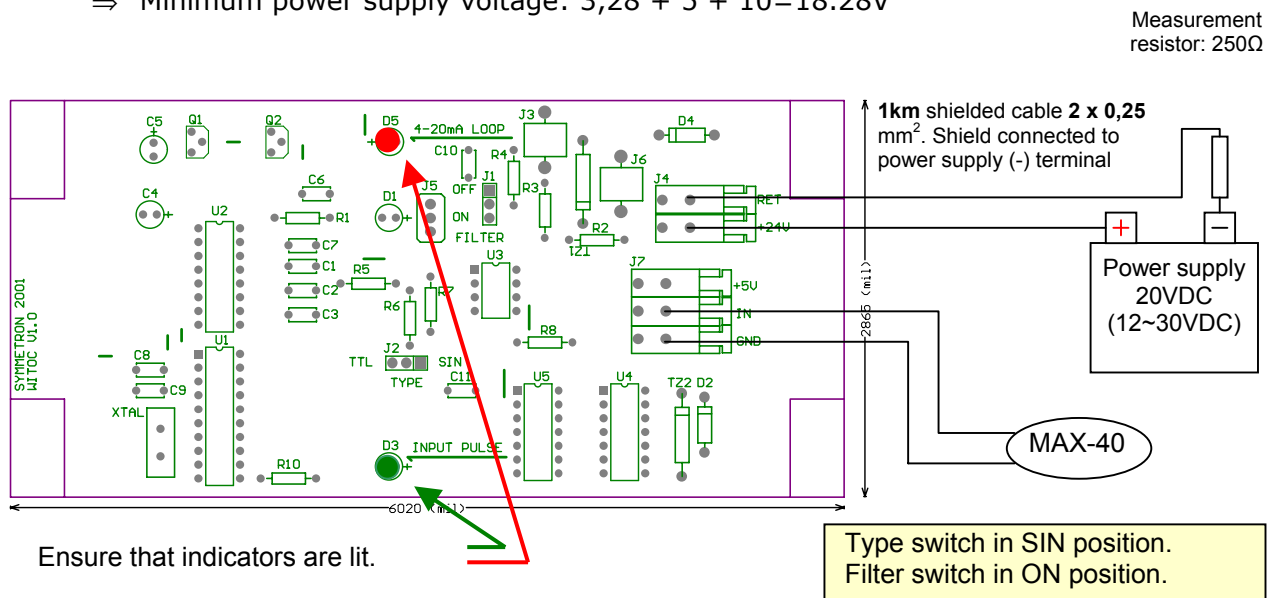 ⇒ Minimum power supply voltage: 3,28 + 5 + 10=18.28V
Measurement
resistor: 250Ω
1km shielded cable 2 x 0,25
mm². Shield connected to
power supply (-) terminal
C5
Q1
Q2
D5
+
4-20mA LOOP
J3
D4
C10
R4
J1
OFF
ON
FILTER
R3
J6
J4
RET
+24V
C4
+
C6
D1
+
J5
R2
TZ1
U2
R1
C7
C1
C2
C3
R5
R6
R7
U3
J7
+5V
IN
GND
R8
SYMMETRON 2001
WITOC V1.0
U1
J2
TTL
SIN
TYPE
C11
U5
U4
TZ2
D2
C8
C9
XTAL
R10
D3
+
INPUT PULSE
6020 (mil)
2865 (mil)
+
−
Power supply
20VDC
(12~30VDC)
MAX-40
Ensure that indicators are lit.
Type switch in SIN position.
Filter switch in ON position.